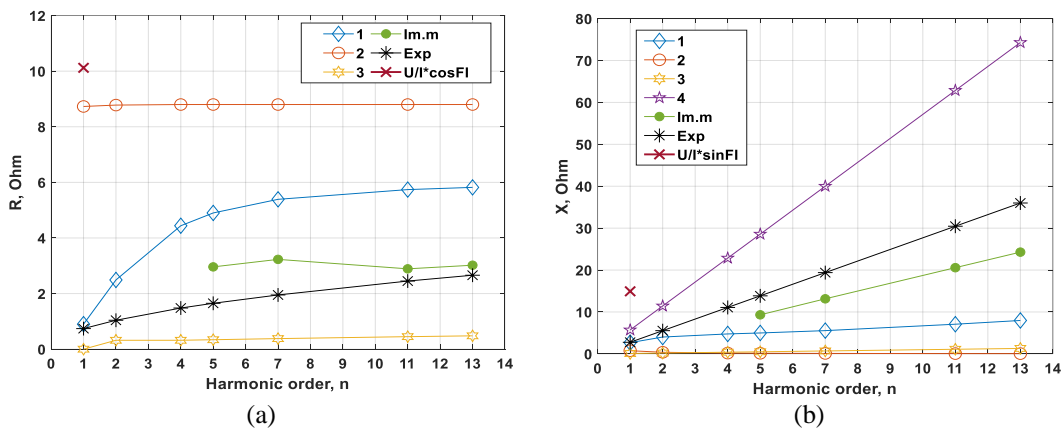 12
10
8
6
4
2
0
R, Ohm
1
2
3
Im.m
Exp
U/I*cosFI
0 1 2 3 4 5 6 7 8 9 10 11 12 13 14
Harmonic order, n
(a)
80
70
60
50
40
30
20
10
0
X, Ohm
1
2
3
4
Im.m
Exp
U/I*sinFI
0 1 2 3 4 5 6 7 8 9 10 11 12 13 14
Harmonic order, n
(b)